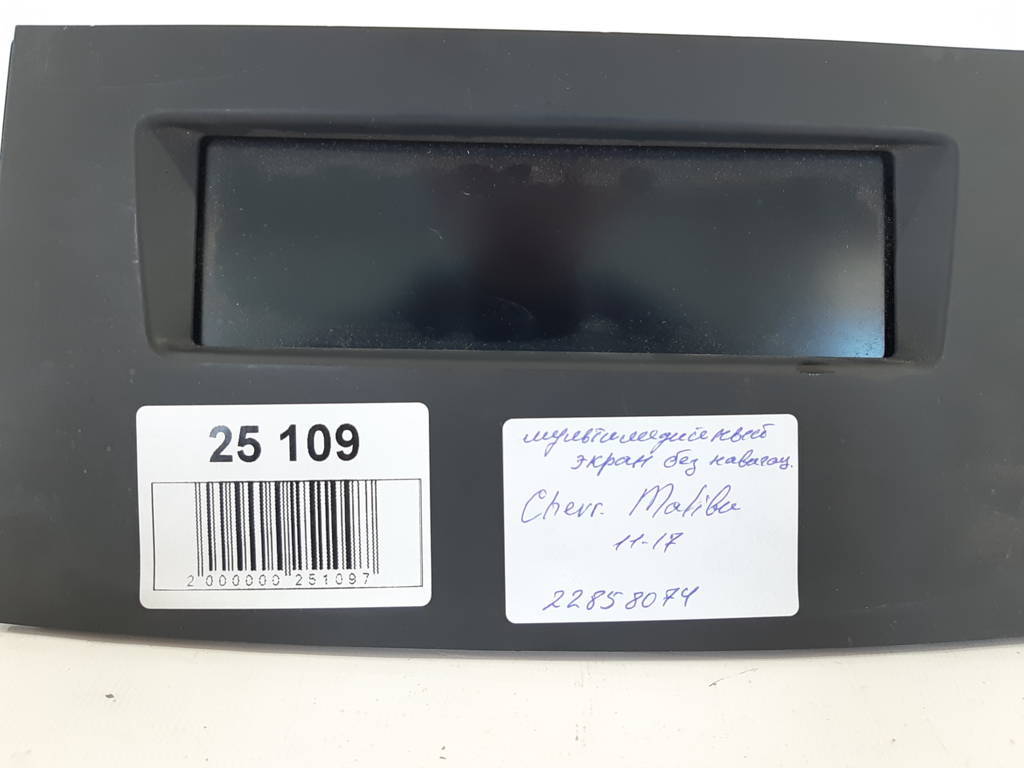 25 109
2 000000 251097
мультимедийный
экран без навигац.
Chevr. Malibu
11-17
22858074